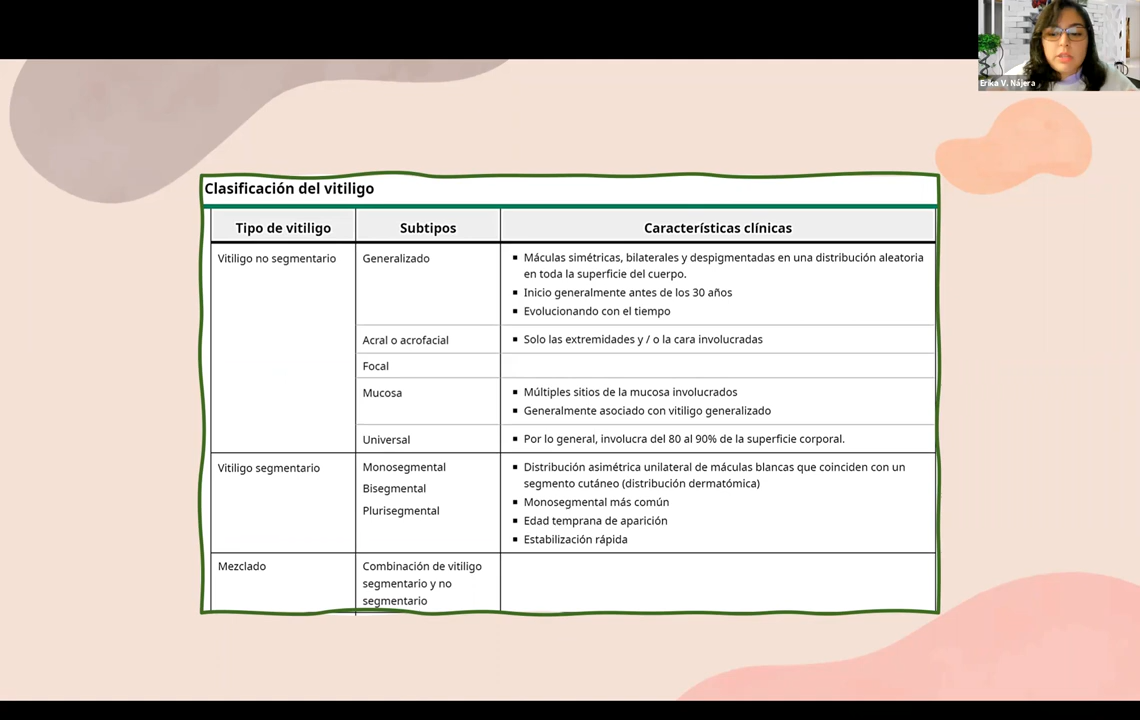 Erika V. Nájera
Clasificación del vitiligo
Tipo de vitiligo
Subtipos
Características clínicas
Vitiligo no segmentario
Generalizado
▪ Máculas simétricas, bilaterales y despigmentadas en una distribución aleatoria
en toda la superficie del cuerpo.
▪ Inicio generalmente antes de los 30 años
▪ Evolucionando con el tiempo
Acral o acrofacial
▪ Solo las extremidades y / o la cara involucradas
Focal
Mucosa
▪ Múltiples sitios de la mucosa involucrados
▪ Generalmente asociado con vitiligo generalizado
Universal
▪ Por lo general, involucra del 80 al 90% de la superficie corporal.
Vitiligo segmentario
Monosegmental
Bisegmental
Plurisegmental
▪ Distribución asimétrica unilateral de máculas blancas que coinciden con un
segmento cutáneo (distribución dermatómica)
▪ Monosegmental más común
▪ Edad temprana de aparición
▪ Estabilización rápida
Mezclado
Combinación de vitiligo
segmentario y no
segmentario